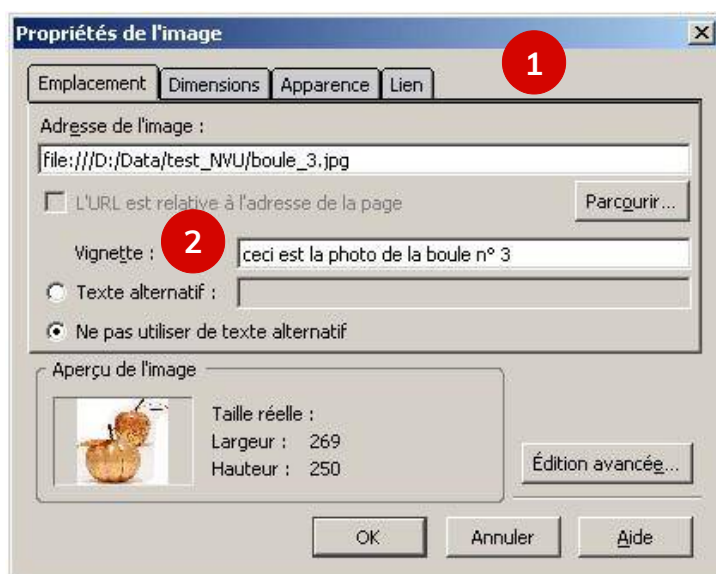 Propriétés de l'image
1
Emplacement Dimensions Apparence Lien
Adresse de l'image :
file:///D:/Data/test_NVU/boule_3.jpg
L'URL est relative à l'adresse de la page Parcourir...
2
Vignette : ceci est la photo de la boule n° 3
Texte alternatif :
Ne pas utiliser de texte alternatif
Aperçu de l'image
Taille réelle :
Largeur : 269
Hauteur : 250
Édition avancée...
OK Annuler Aide